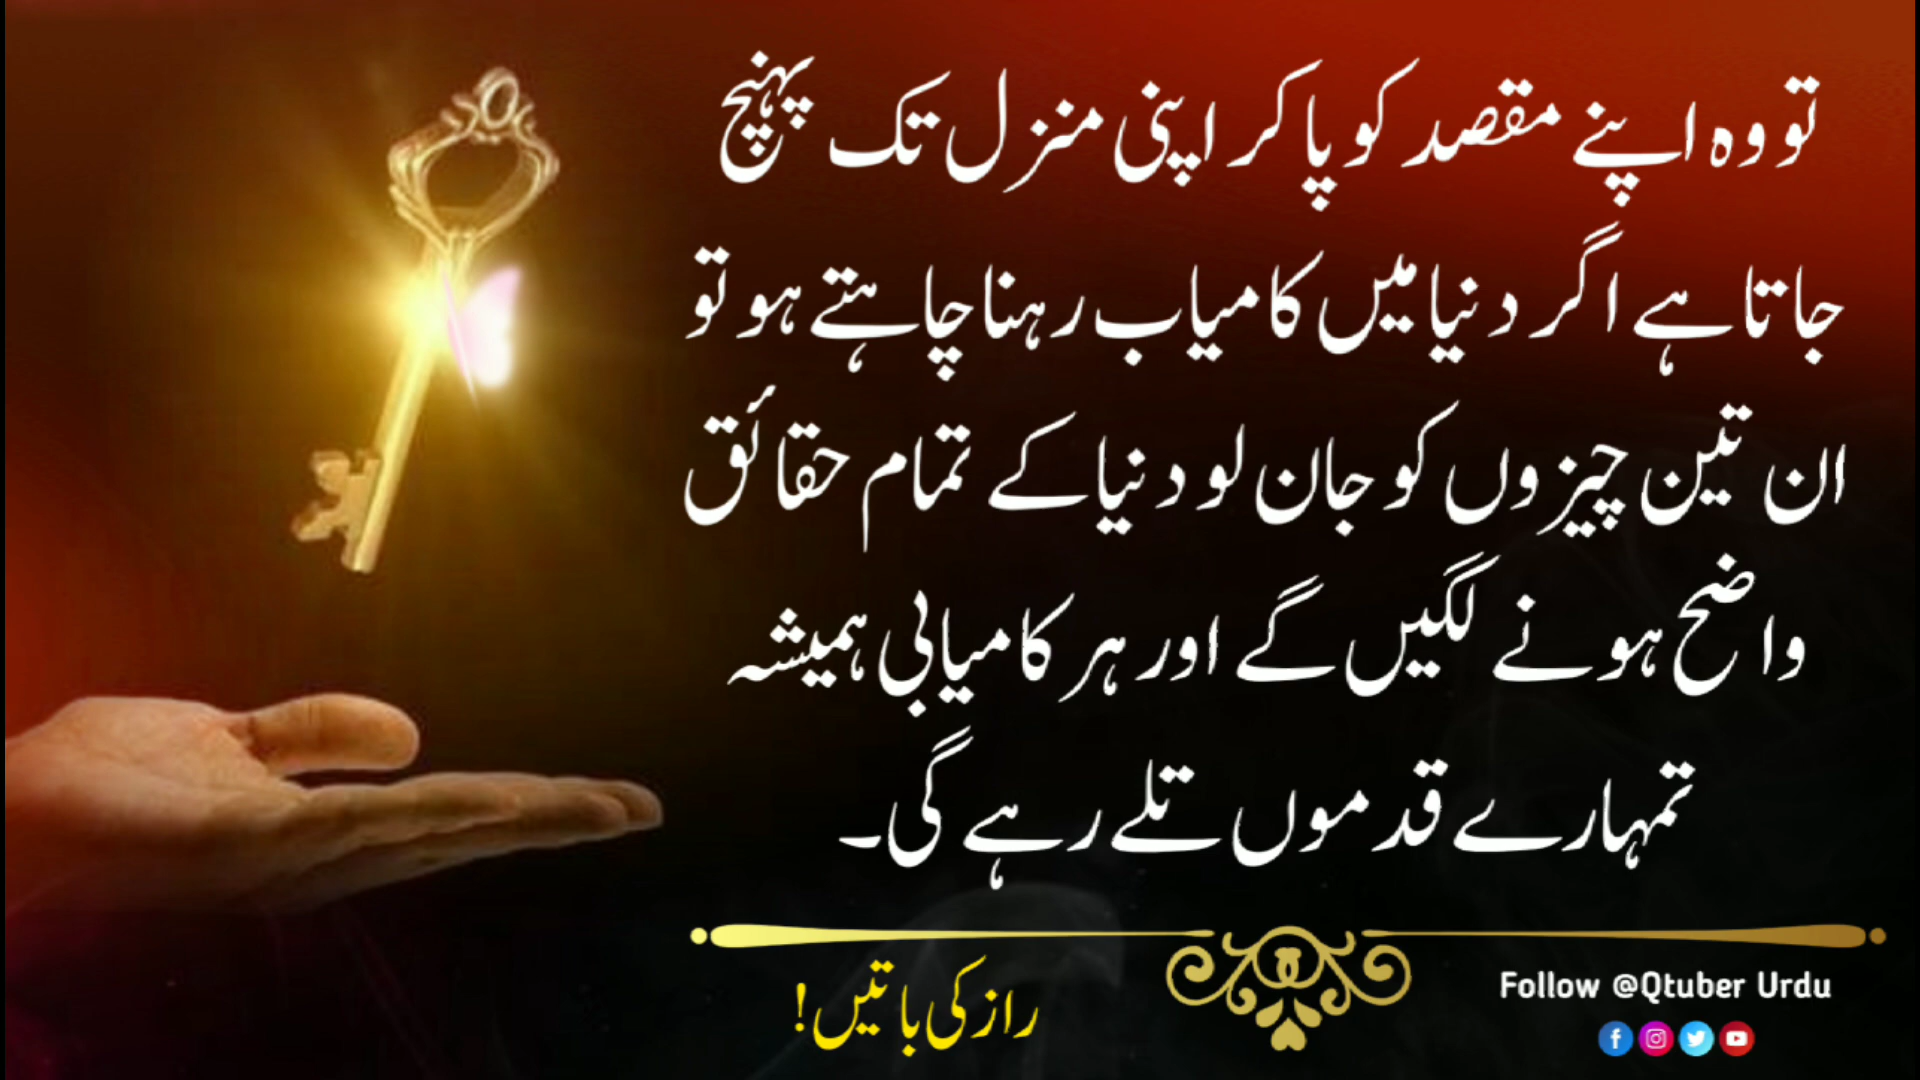 تو وہ اپنے مقصد کو پا کر اپنی منزل تک پہنچ
جاتا ہے اگر دنیا میں کامیاب رہنا چاہتے ہو تو
ان تین چیزوں کو جان لو دنیا کے تمام حقائق
واضح ہونے لگیں گے اور ہر کامیابی ہمیشہ
تمہارے قدموں تلے رہے گی۔
راز کی باتیں!
Follow @Qtuber Urdu